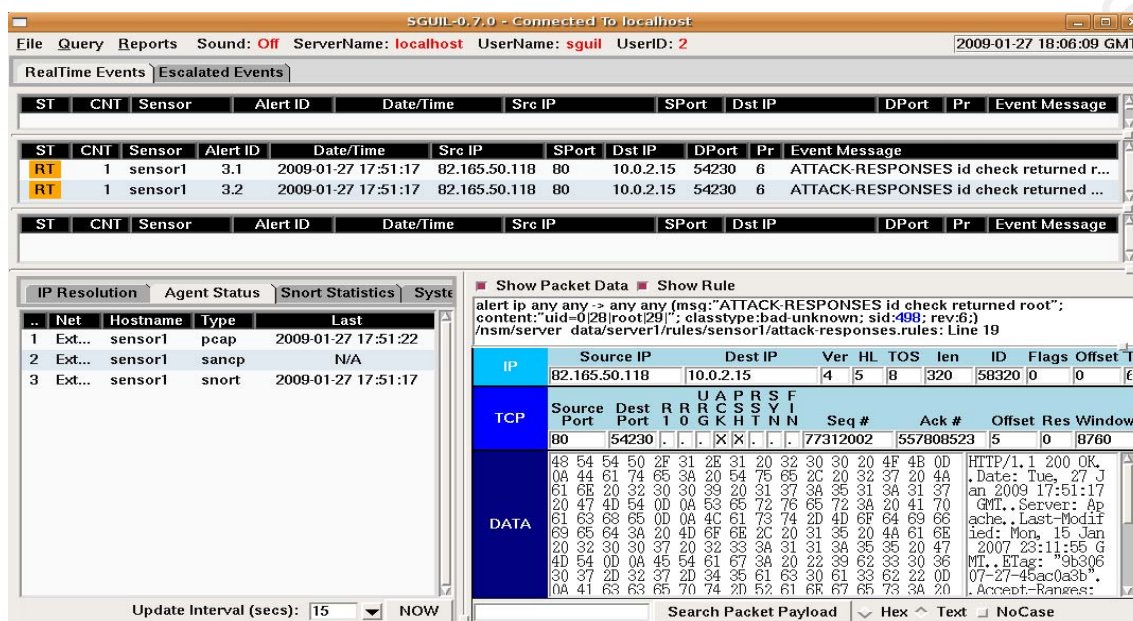 SGUIL-0.7.0 - Connected To localhost
File Query Reports Sound: Off ServerName: localhost UserName: sguil UserID: 2 2009-01-27 18:06:09 GMT
RealTime Events Escalated Events
ST CNT Sensor Alert ID Date/Time Src IP SPort Dst IP DPort Pr Event Message
ST CNT Sensor Alert ID Date/Time Src IP SPort Dst IP DPort Pr Event Message
RT 1 sensor1 3.1 2009-01-27 17:51:17 82.165.50.118 80 10.0.2.15 54230 6 ATTACK-RESPONSES id check returned r...
RT 1 sensor1 3.2 2009-01-27 17:51:17 82.165.50.118 80 10.0.2.15 54230 6 ATTACK-RESPONSES id check returned ...
ST CNT Sensor Alert ID Date/Time Src IP SPort Dst IP DPort Pr Event Message
IP Resolution Agent Status Snort Statistics Syste
.. Net Hostname Type Last
1 Ext... sensor1 pcap 2009-01-27 17:51:22
2 Ext... sensor1 sancp N/A
3 Ext... sensor1 snort 2009-01-27 17:51:17
Update Interval (secs): 15 NOW
Show Packet Data Show Rule
alert ip any any -> any any (msg:"ATTACK-RESPONSES id check returned root";
content:"uid=0|28|root|29|"; classtype:bad-unknown; sid:498; rev:6;)
/nsm/server data/server1/rules/sensor1/attack-responses.rules: Line 19
IP
Source IP Dest IP Ver HL TOS len ID Flags Offset T
82.165.50.118 10.0.2.15 4 5 8 320 58320 0 0
TCP
U A P R S F
R R R C S S Y I
1 0 G K H T N N
Source Port Dest Port Seq # Ack # Offset Res Window
80 54230 . . . X X . . . 77312002 557808523 5 0 8760
DATA
48 54 54 50 2F 31 2E 31 20 32 30 30 20 4F 4B 0D HTTP/1.1 200 OK.
0A 44 61 74 65 3A 20 54 75 65 2C 20 32 37 20 4A .Date: Tue, 27 J
61 6E 20 32 30 30 39 20 31 37 3A 35 31 3A 31 37 an 2009 17:51:17
20 47 4D 54 0D 0A 53 65 72 76 65 72 3A 20 41 70 GMT..Server: Ap
61 63 68 65 0D 0A 4C 61 73 74 2D 4D 6F 64 69 66 ache..Last-Modif
69 65 64 3A 20 4D 6F 6E 2C 20 31 35 20 4A 61 6E ied: Mon, 15 Jan
20 32 30 30 37 20 32 33 3A 31 31 3A 35 35 20 47 2007 23:11:55 G
4D 54 0D 0A 45 54 61 67 3A 20 22 39 62 33 30 36 MT..ETag: "9b306
30 37 2D 32 37 2D 34 35 61 63 30 61 33 62 22 0D 07-27-45ac0a3b".
0A 41 63 63 65 70 74 2D 52 61 6E 67 65 73 3A 20 .Accept-Ranges:
Search Packet Payload Hex Text NoCase